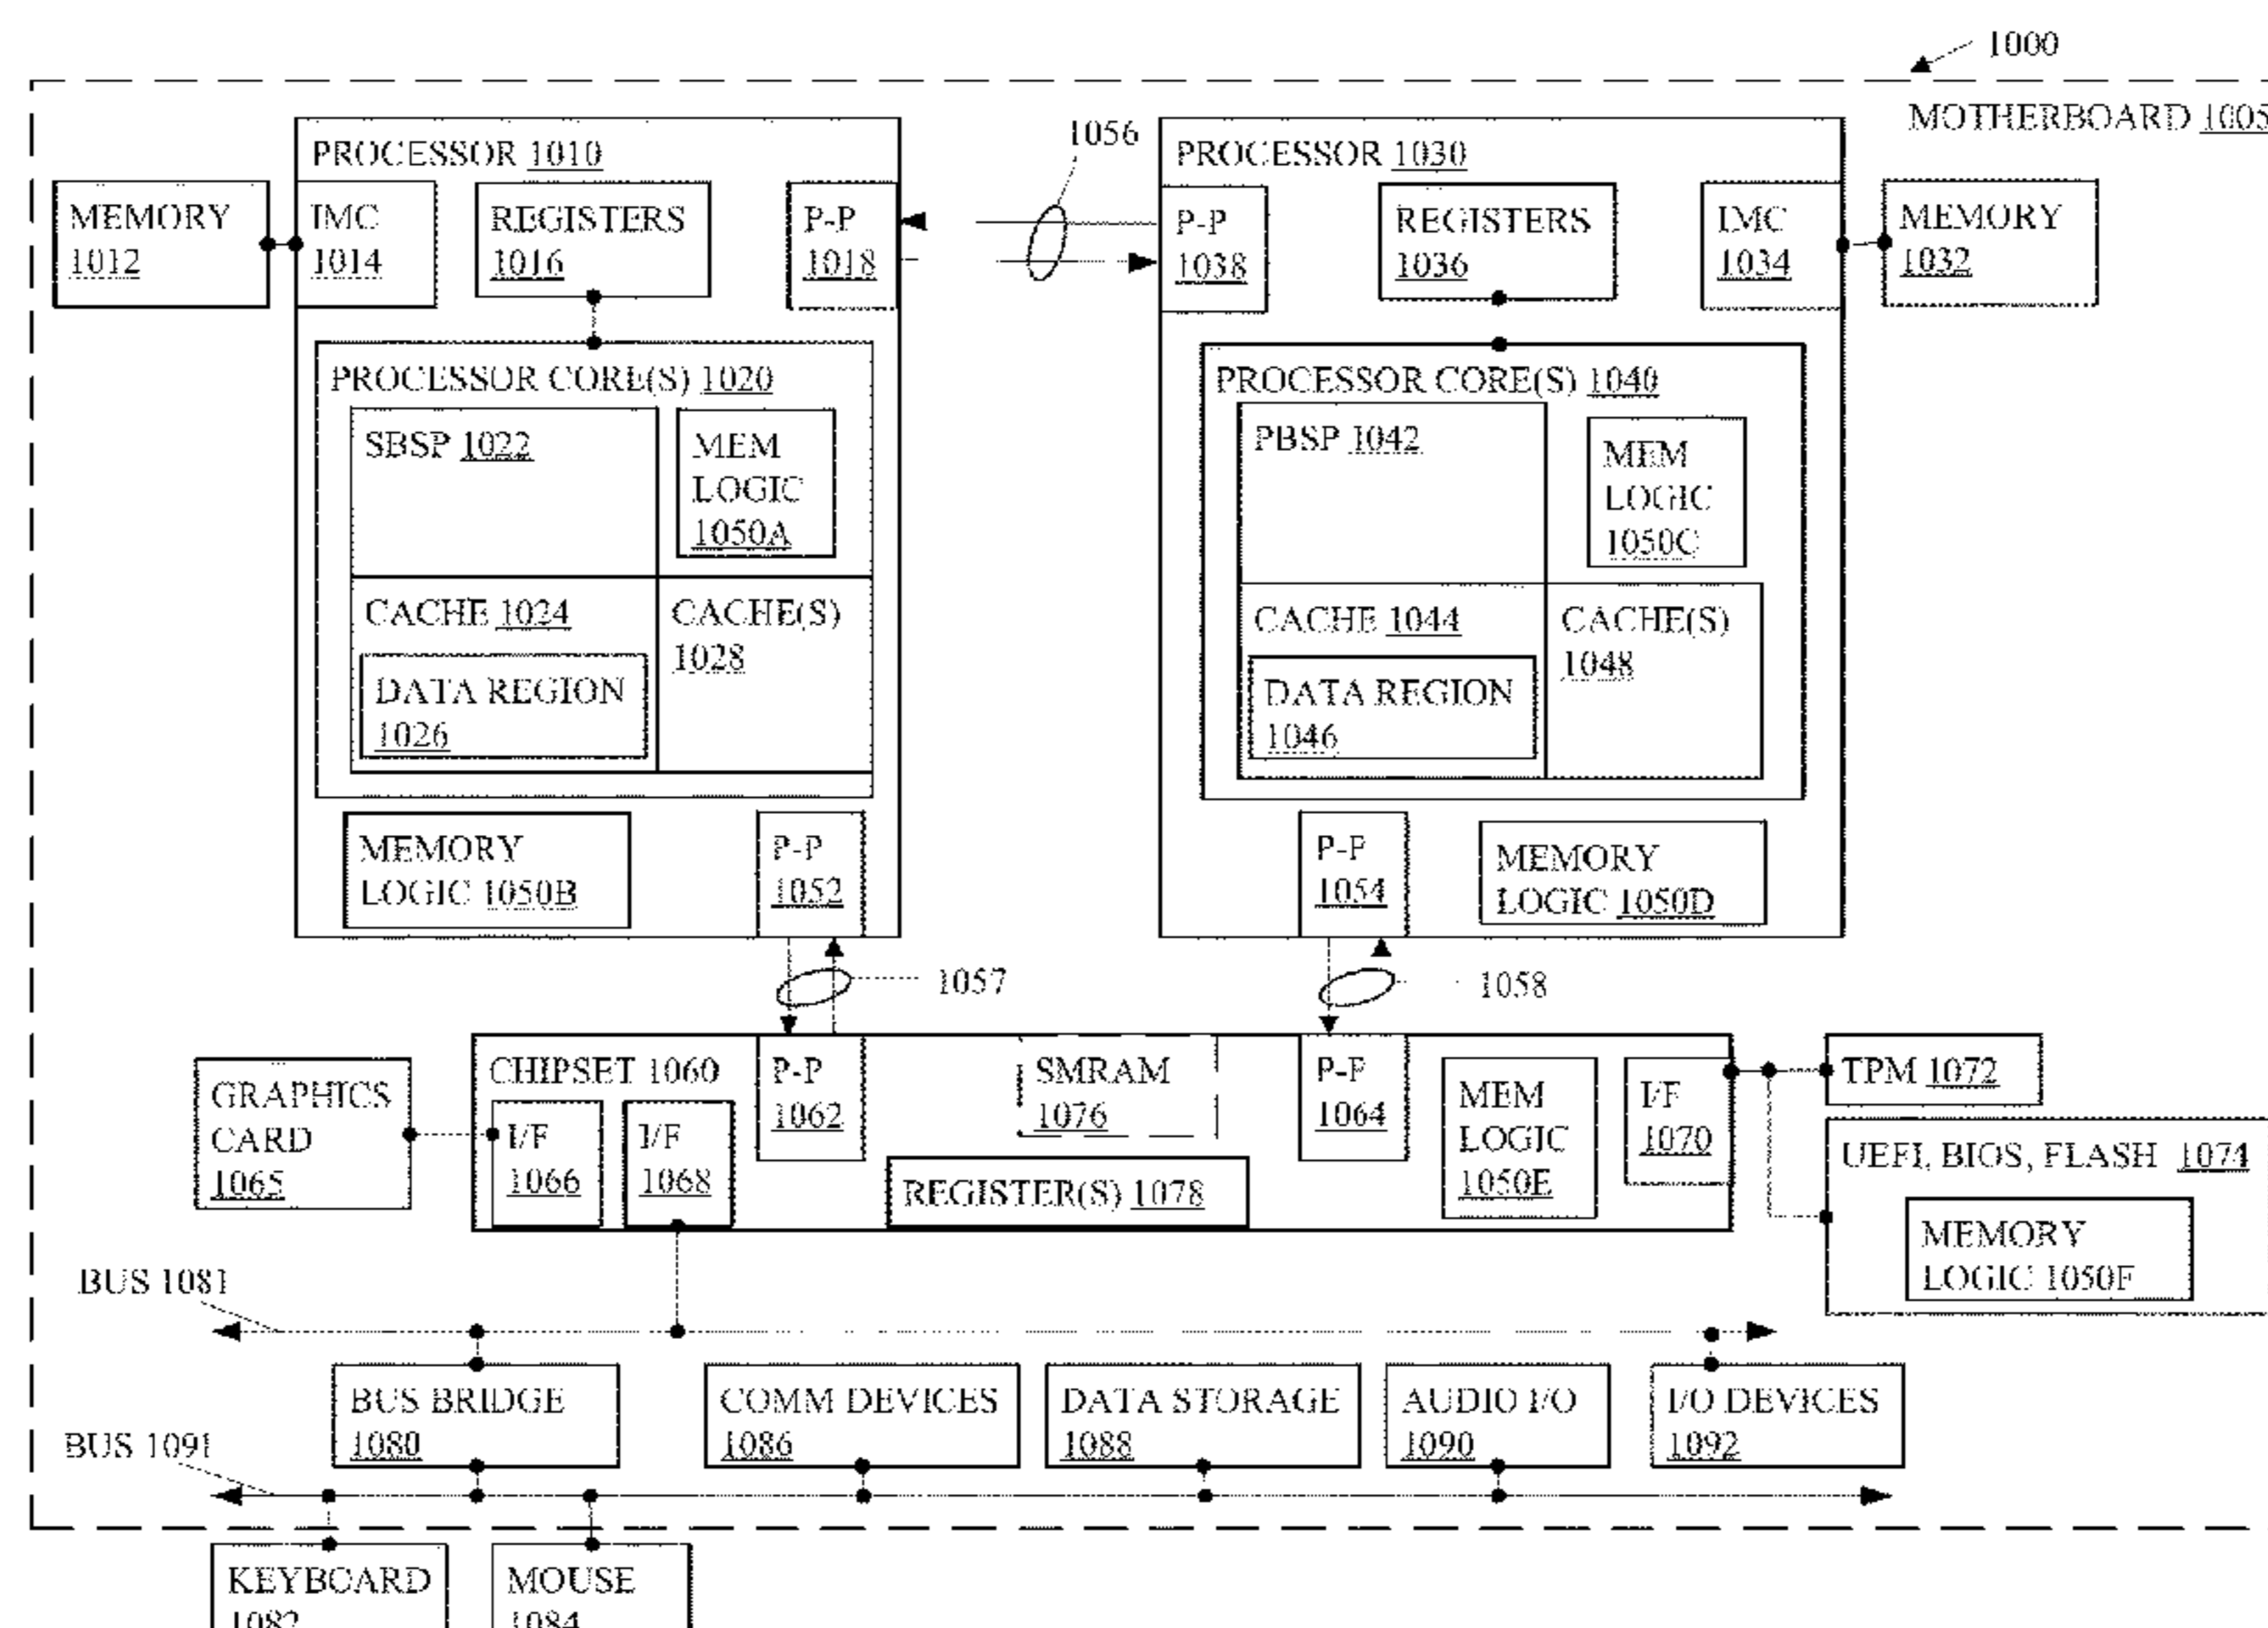 1000
MOTHERBOARD 1005
1056
PROCESSOR 1010
MEMORY
1012
IMC
1014
REGISTERS
1016
P-P
1018
PROCESSOR CORE(S) 1020
SBSP 1022
MEM
LOGIC
1050A
CACHE 1024
CACHE(S)
1028
DATA REGION
1026
MEMORY
LOGIC 1050B
P-P
1052
PROCESSOR 1030
P-P
1038
REGISTERS
1036
IMC
1034
MEMORY
1032
PROCESSOR CORE(S) 1040
PBSP 1042
MEM
LOGIC
1050C
CACHE 1044
CACHE(S)
1048
DATA REGION
1046
P-P
1054
MEMORY
LOGIC 1050D
1057
1058
GRAPHICS
CARD
1065
CHIPSET 1060
I/F
1066
I/F
1068
P-P
1062
SMRAM
1076
REGISTER(S) 1078
P-P
1064
MEM
LOGIC
1050E
I/F
1070
TPM 1072
UEFI, BIOS, FLASH 1074
MEMORY
LOGIC 1050F
BUS 1081
BUS BRIDGE
1080
COMM DEVICES
1086
DATA STORAGE
1088
AUDIO I/O
1090
I/O DEVICES
1092
BUS 1091
KEYBOARD
1082
MOUSE
1084